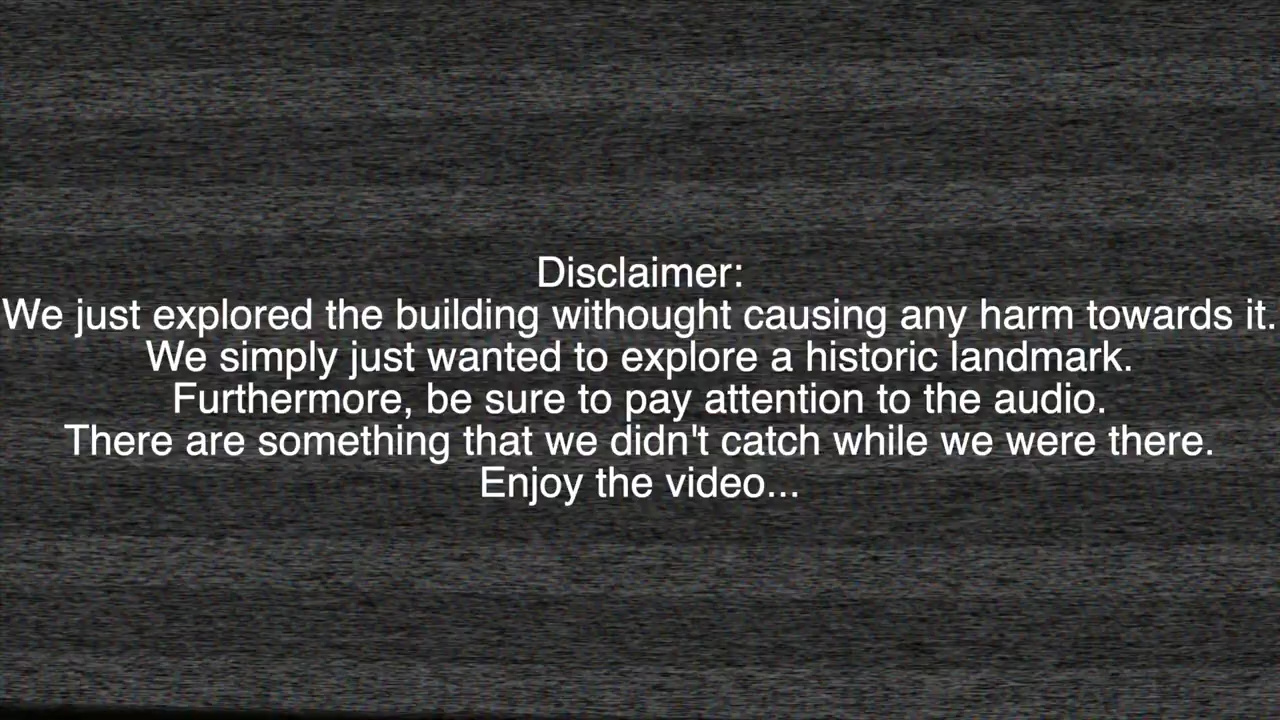 Disclaimer:
We just explored the building withought causing any harm towards it.
We simply just wanted to explore a historic landmark.
Furthermore, be sure to pay attention to the audio.
There are something that we didn't catch while we were there.
Enjoy the video...